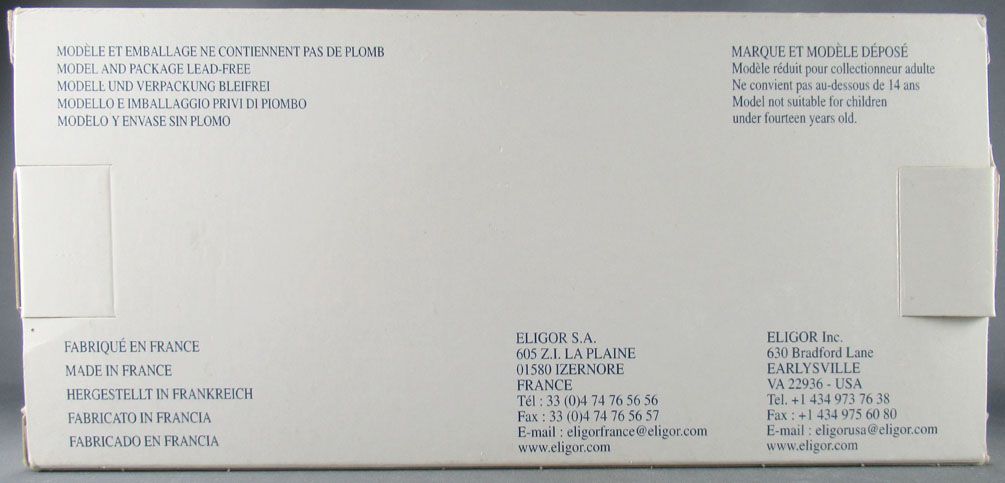 MODÈLE ET EMBALLAGE NE CONTIENNENT PAS DE PLOMB
MODEL AND PACKAGE LEAD-FREE
MODELL UND VERPACKUNG BLEIFREI
MODELLO E IMBALLAGGIO PRIVI DI PIOMBO
MODÈLO Y ENVASE SIN PLOMO
MARQUE ET MODÈLE DÉPOSÉ
Modèle réduit pour collectionneur adulte
Ne convient pas au-dessous de 14 ans
Model not suitable for children
under fourteen years old.
FABRIQUÉ EN FRANCE
MADE IN FRANCE
HERGESTELLT IN FRANKREICH
FABRICATO IN FRANCIA
FABRICADO EN FRANCIA
ELIGOR S.A.
605 Z.I. LA PLAINE
01580 IZERNORE
FRANCE
Tél : 33 (0)4 74 76 56 56
Fax : 33 (0)4 74 76 56 57
E-mail : eligorfrance@eligor.com
www.eligor.com
ELIGOR Inc.
630 Bradford Lane
EARLYSVILLE
VA 22936 - USA
Tel. +1 434 973 76 38
Fax : +1 434 975 60 80
E-mail : eligorusa@eligor.com
www.eligor.com